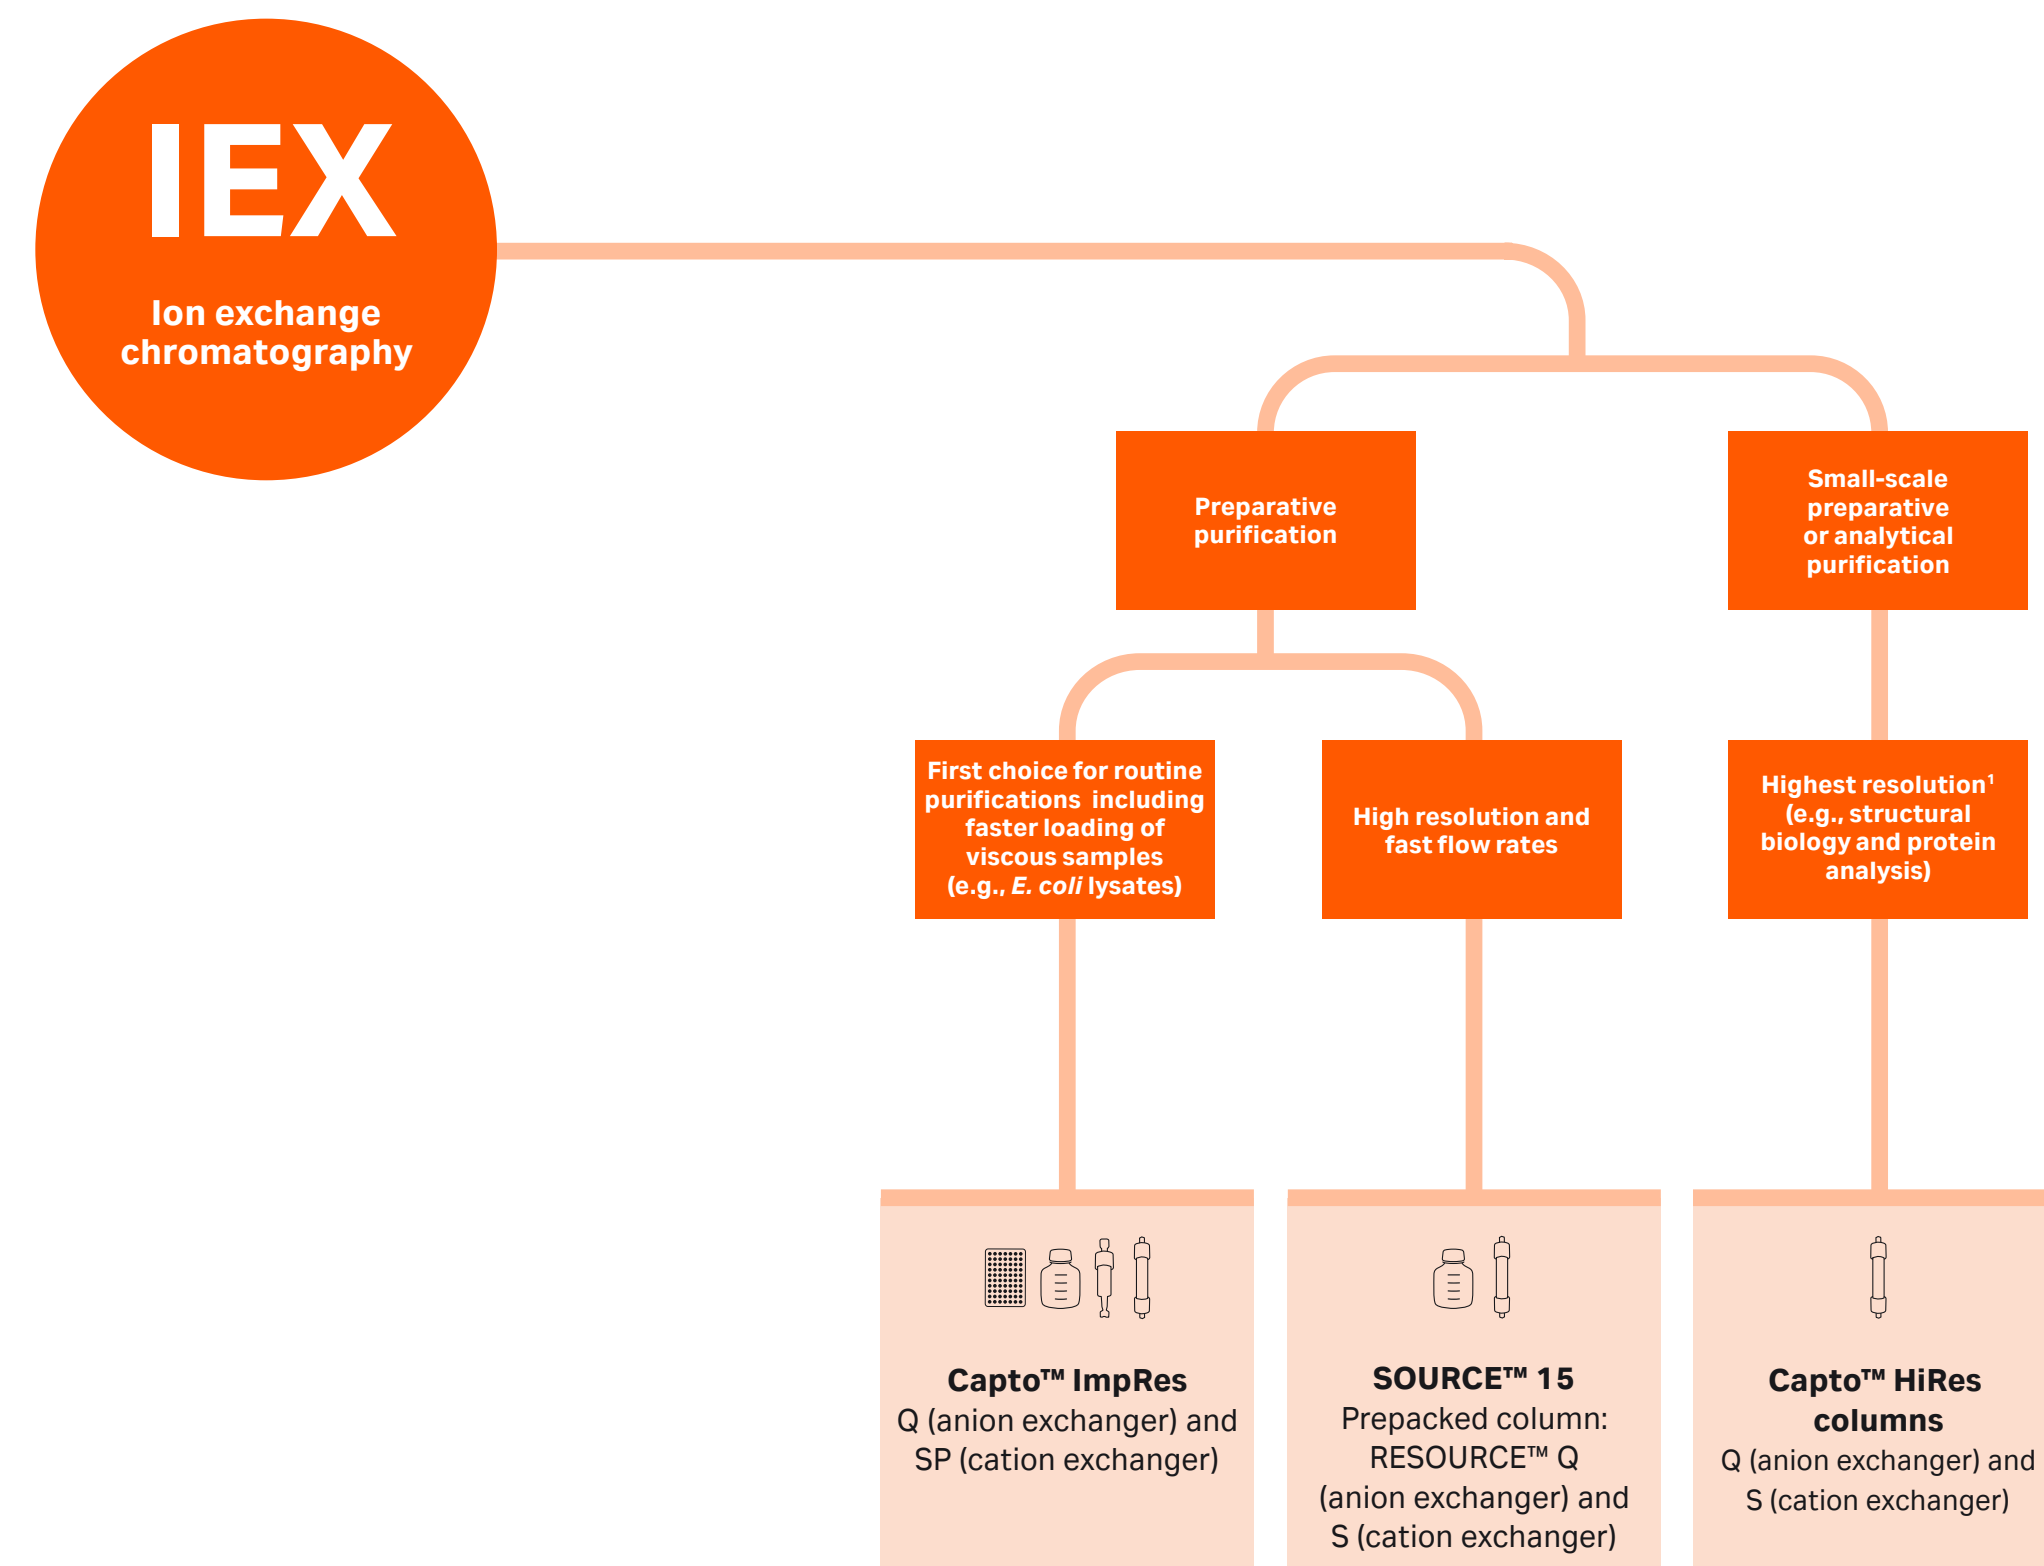 IEX
Ion exchange
chromatography
Preparative
purification
Small-scale
preparative
or analytical
purification
First choice for routine
purifications including
faster loading of
viscous samples
(e.g., E. coli lysates)
High resolution and
fast flow rates
Highest resolution¹
(e.g., structural
biology and protein
analysis)
Capto™ ImpRes
Q (anion exchanger) and
SP (cation exchanger)
SOURCE™ 15
Prepacked column:
RESOURCE™ Q
(anion exchanger) and
S (cation exchanger)
Capto™ HiRes
columns
Q (anion exchanger) and
S (cation exchanger)